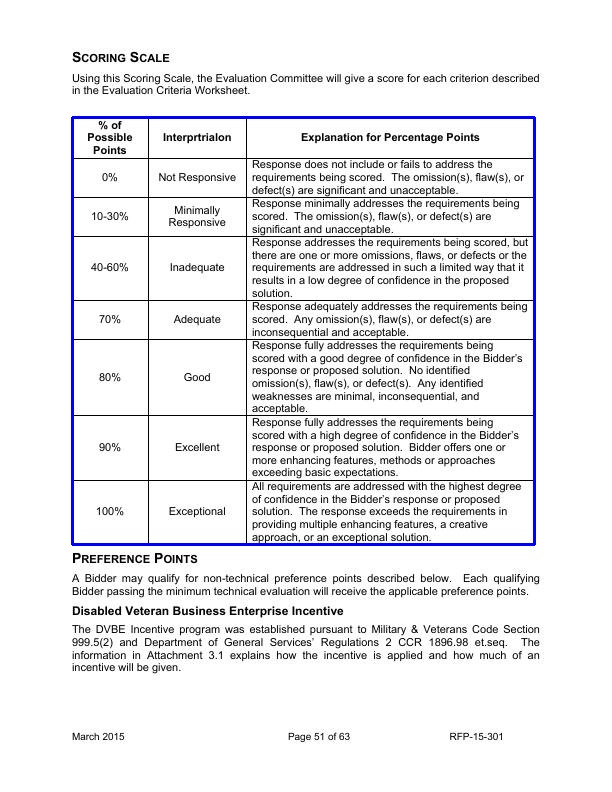 SCORING SCALE
Using this Scoring Scale, the Evaluation Committee will give a score for each criterion described
in the Evaluation Criteria Worksheet.
% of
Possible
Points
Interprtrialon
Explanation for Percentage Points
0%
Not Responsive
Response does not include or fails to address the
requirements being scored. The omission(s), flaw(s), or
defect(s) are significant and unacceptable.
10-30%
Minimally
Responsive
Response minimally addresses the requirements being
scored. The omission(s), flaw(s), or defect(s) are
significant and unacceptable.
40-60%
Inadequate
Response addresses the requirements being scored, but
there are one or more omissions, flaws, or defects or the
requirements are addressed in such a limited way that it
results in a low degree of confidence in the proposed
solution.
70%
Adequate
Response adequately addresses the requirements being
scored. Any omission(s), flaw(s), or defect(s) are
inconsequential and acceptable.
80%
Good
Response fully addresses the requirements being
scored with a good degree of confidence in the Bidder’s
response or proposed solution. No identified
omission(s), flaw(s), or defect(s). Any identified
weaknesses are minimal, inconsequential, and
acceptable.
90%
Excellent
Response fully addresses the requirements being
scored with a high degree of confidence in the Bidder’s
response or proposed solution. Bidder offers one or
more enhancing features, methods or approaches
exceeding basic expectations.
100%
Exceptional
All requirements are addressed with the highest degree
of confidence in the Bidder’s response or proposed
solution. The response exceeds the requirements in
providing multiple enhancing features, a creative
approach, or an exceptional solution.
PREFERENCE POINTS
A Bidder may qualify for non-technical preference points described below. Each qualifying
Bidder passing the minimum technical evaluation will receive the applicable preference points.
Disabled Veteran Business Enterprise Incentive
The DVBE Incentive program was established pursuant to Military & Veterans Code Section
999.5(2) and Department of General Services’ Regulations 2 CCR 1896.98 et.seq. The
information in Attachment 3.1 explains how the incentive is applied and how much of an
incentive will be given.
March 2015
Page 51 of 63
RFP-15-301